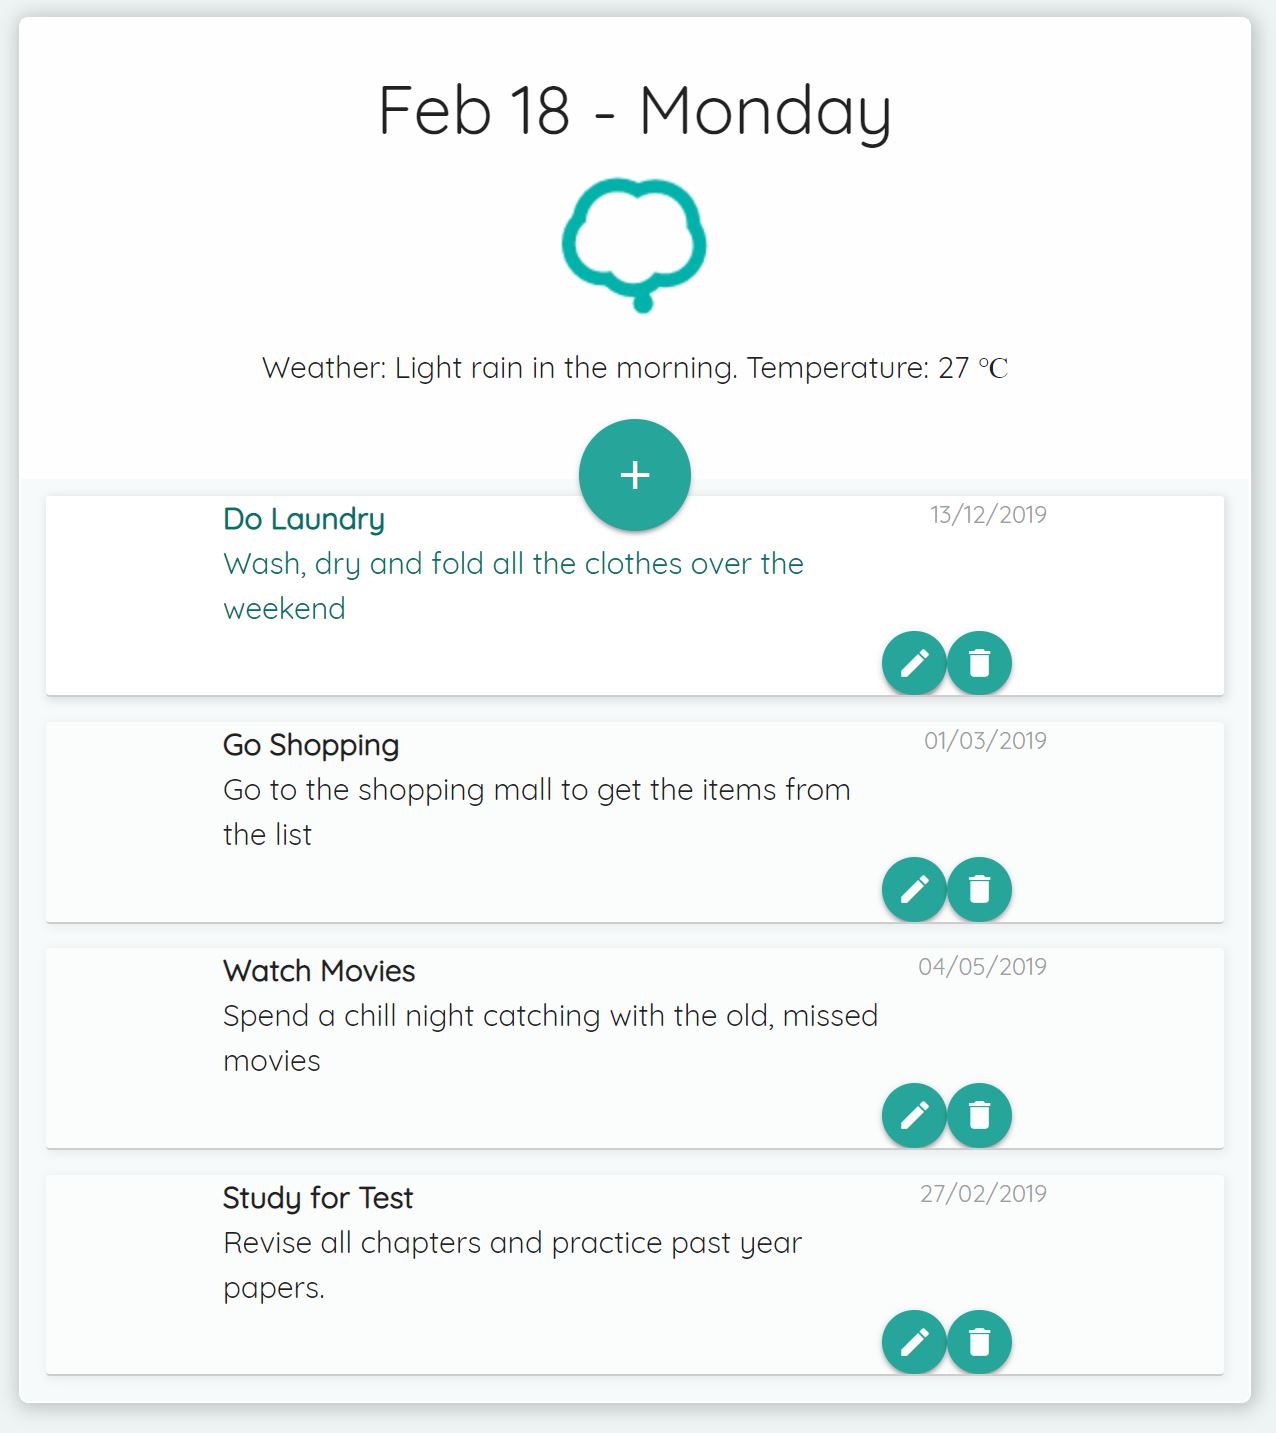 Feb 18 - Monday
Weather: Light rain in the morning. Temperature: 27 ℃
+
Do Laundry
13/12/2019
Wash, dry and fold all the clothes over the
weekend
Go Shopping
01/03/2019
Go to the shopping mall to get the items from
the list
Watch Movies
04/05/2019
Spend a chill night catching with the old, missed
movies
Study for Test
27/02/2019
Revise all chapters and practice past year
papers.